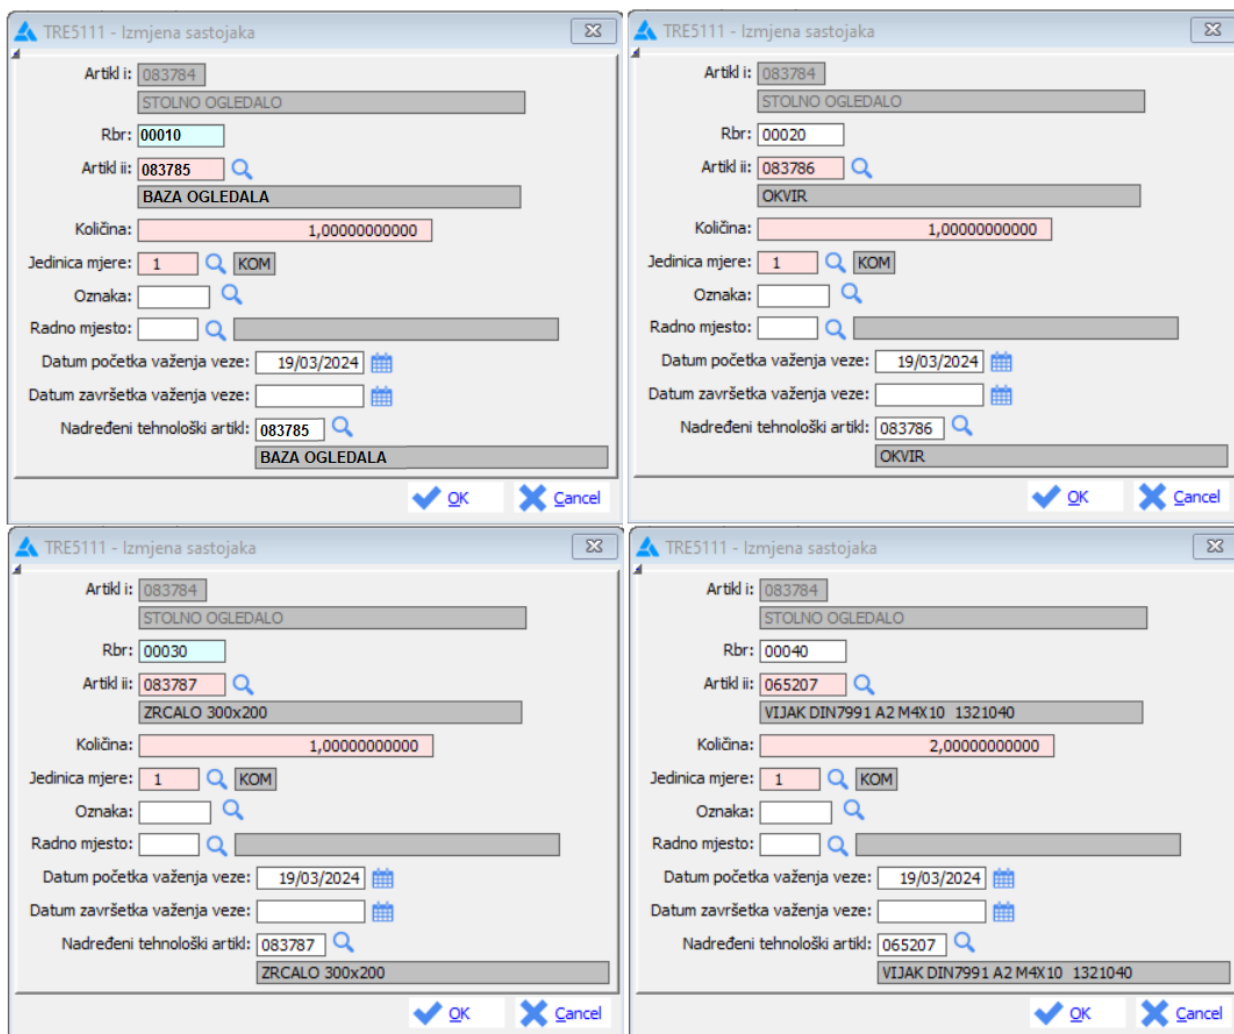 TRE5111 - Izmjena sastojaka
Artikl i: 083784
STOLNO OGLEDALO
Rbr: 00010
Artikl ii: 083785
BAZA OGLEDALA
Količina: 1,00000000000
Jedinica mjere: 1 KOM
Oznaka:
Radno mjesto:
Datum početka važenja veze: 19/03/2024
Datum završetka važenja veze:
Nadređeni tehnološki artikl: 083785
BAZA OGLEDALA
OK Cancel
TRE5111 - Izmjena sastojaka
Artikl i: 083784
STOLNO OGLEDALO
Rbr: 00020
Artikl ii: 083786
OKVIR
Količina: 1,00000000000
Jedinica mjere: 1 KOM
Oznaka:
Radno mjesto:
Datum početka važenja veze: 19/03/2024
Datum završetka važenja veze:
Nadređeni tehnološki artikl: 083786
OKVIR
OK Cancel
TRE5111 - Izmjena sastojaka
Artikl i: 083784
STOLNO OGLEDALO
Rbr: 00030
Artikl ii: 083787
ZRCALO 300x200
Količina: 1,00000000000
Jedinica mjere: 1 KOM
Oznaka:
Radno mjesto:
Datum početka važenja veze: 19/03/2024
Datum završetka važenja veze:
Nadređeni tehnološki artikl: 083787
ZRCALO 300x200
OK Cancel
TRE5111 - Izmjena sastojaka
Artikl i: 083784
STOLNO OGLEDALO
Rbr: 00040
Artikl ii: 065207
VIJAK DIN7991 A2 M4X10 1321040
Količina: 2,00000000000
Jedinica mjere: 1 KOM
Oznaka:
Radno mjesto:
Datum početka važenja veze: 19/03/2024
Datum završetka važenja veze:
Nadređeni tehnološki artikl: 065207
VIJAK DIN7991 A2 M4X10 1321040
OK Cancel